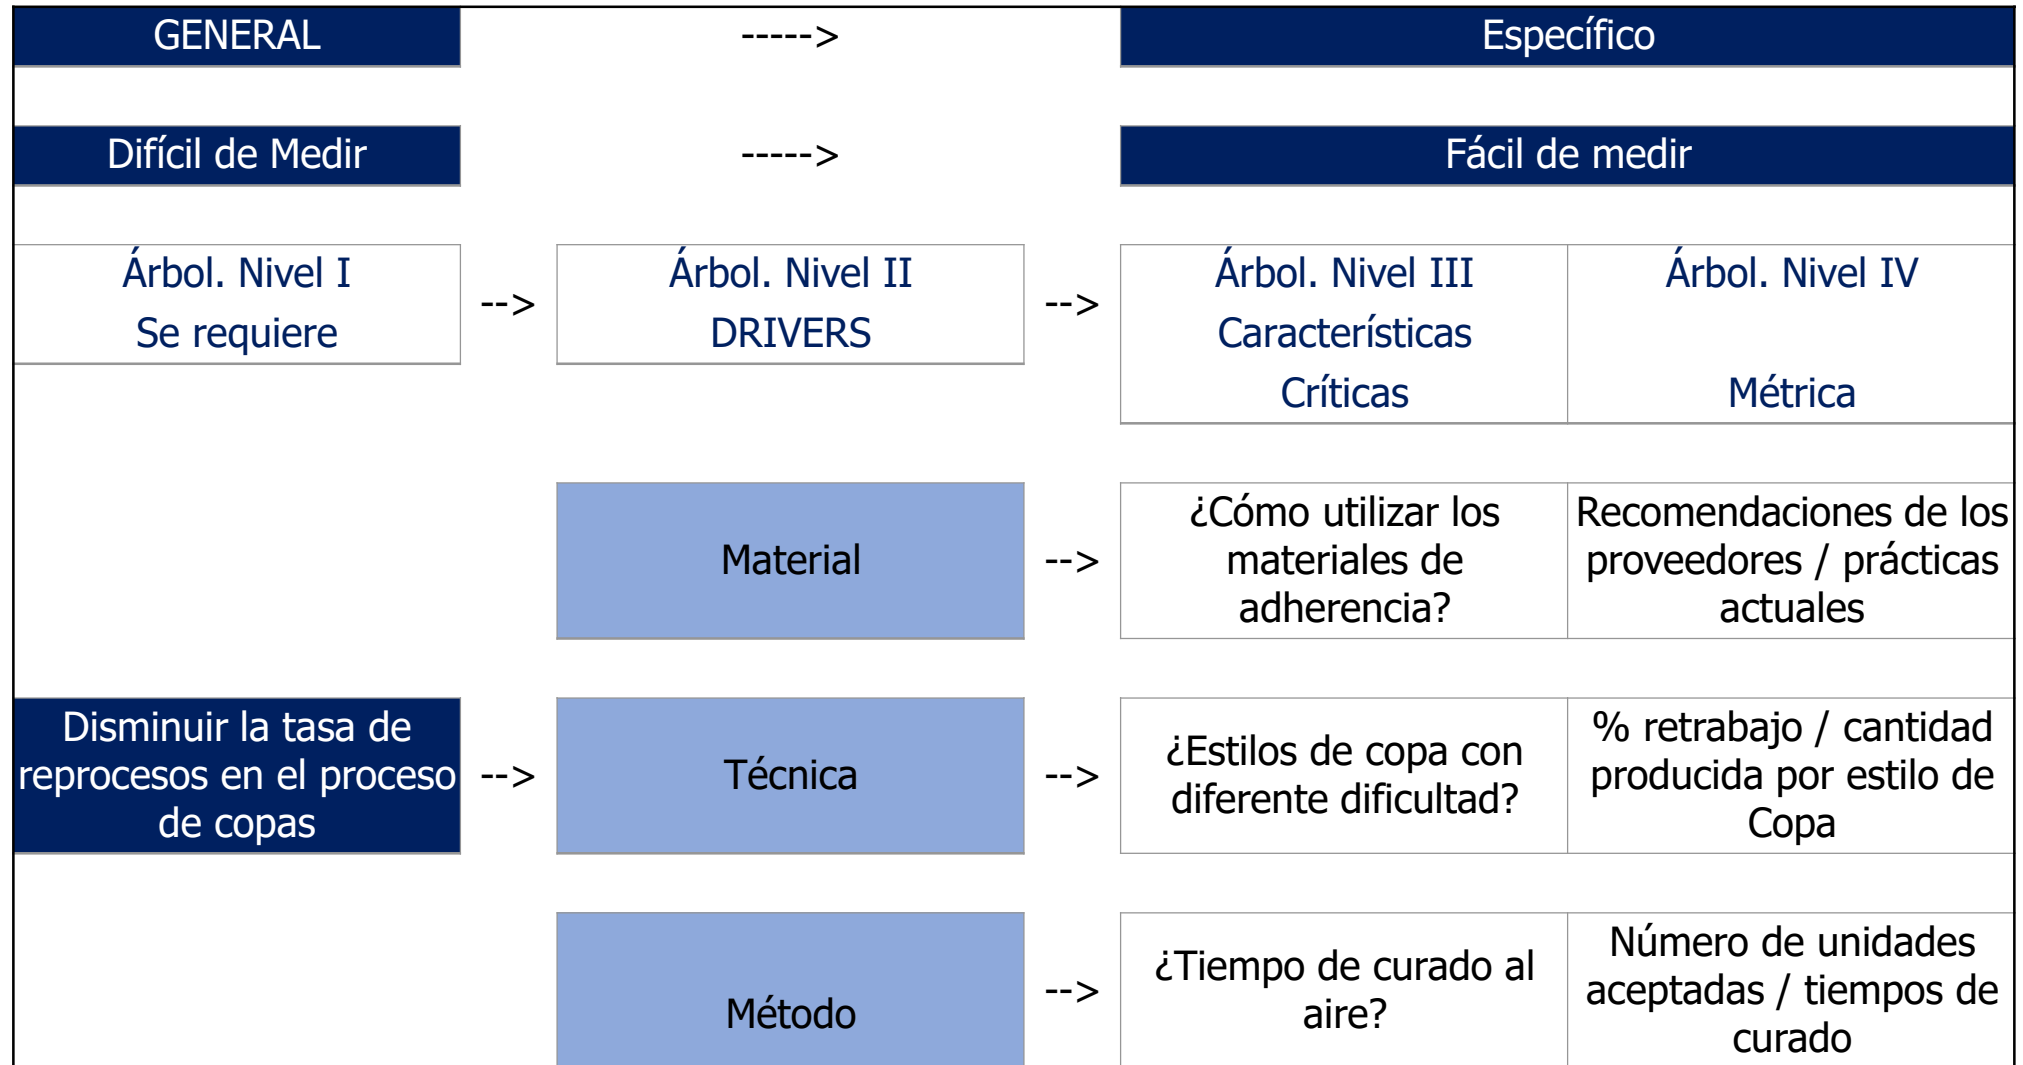 GENERAL -----> Específico
Difícil de Medir -----> Fácil de medir
Árbol. Nivel I
Se requiere
-->
Árbol. Nivel II
DRIVERS
-->
Árbol. Nivel III
Características
Críticas
Árbol. Nivel IV
Métrica
Material
-->
¿Cómo utilizar los
materiales de
adherencia?
Recomendaciones de los
proveedores / prácticas
actuales
Disminuir la tasa de
reprocesos en el proceso
de copas
-->
Técnica
-->
¿Estilos de copa con
diferente dificultad?
% retrabajo / cantidad
producida por estilo de
Copa
Método
-->
¿Tiempo de curado al
aire?
Número de unidades
aceptadas / tiempos de
curado